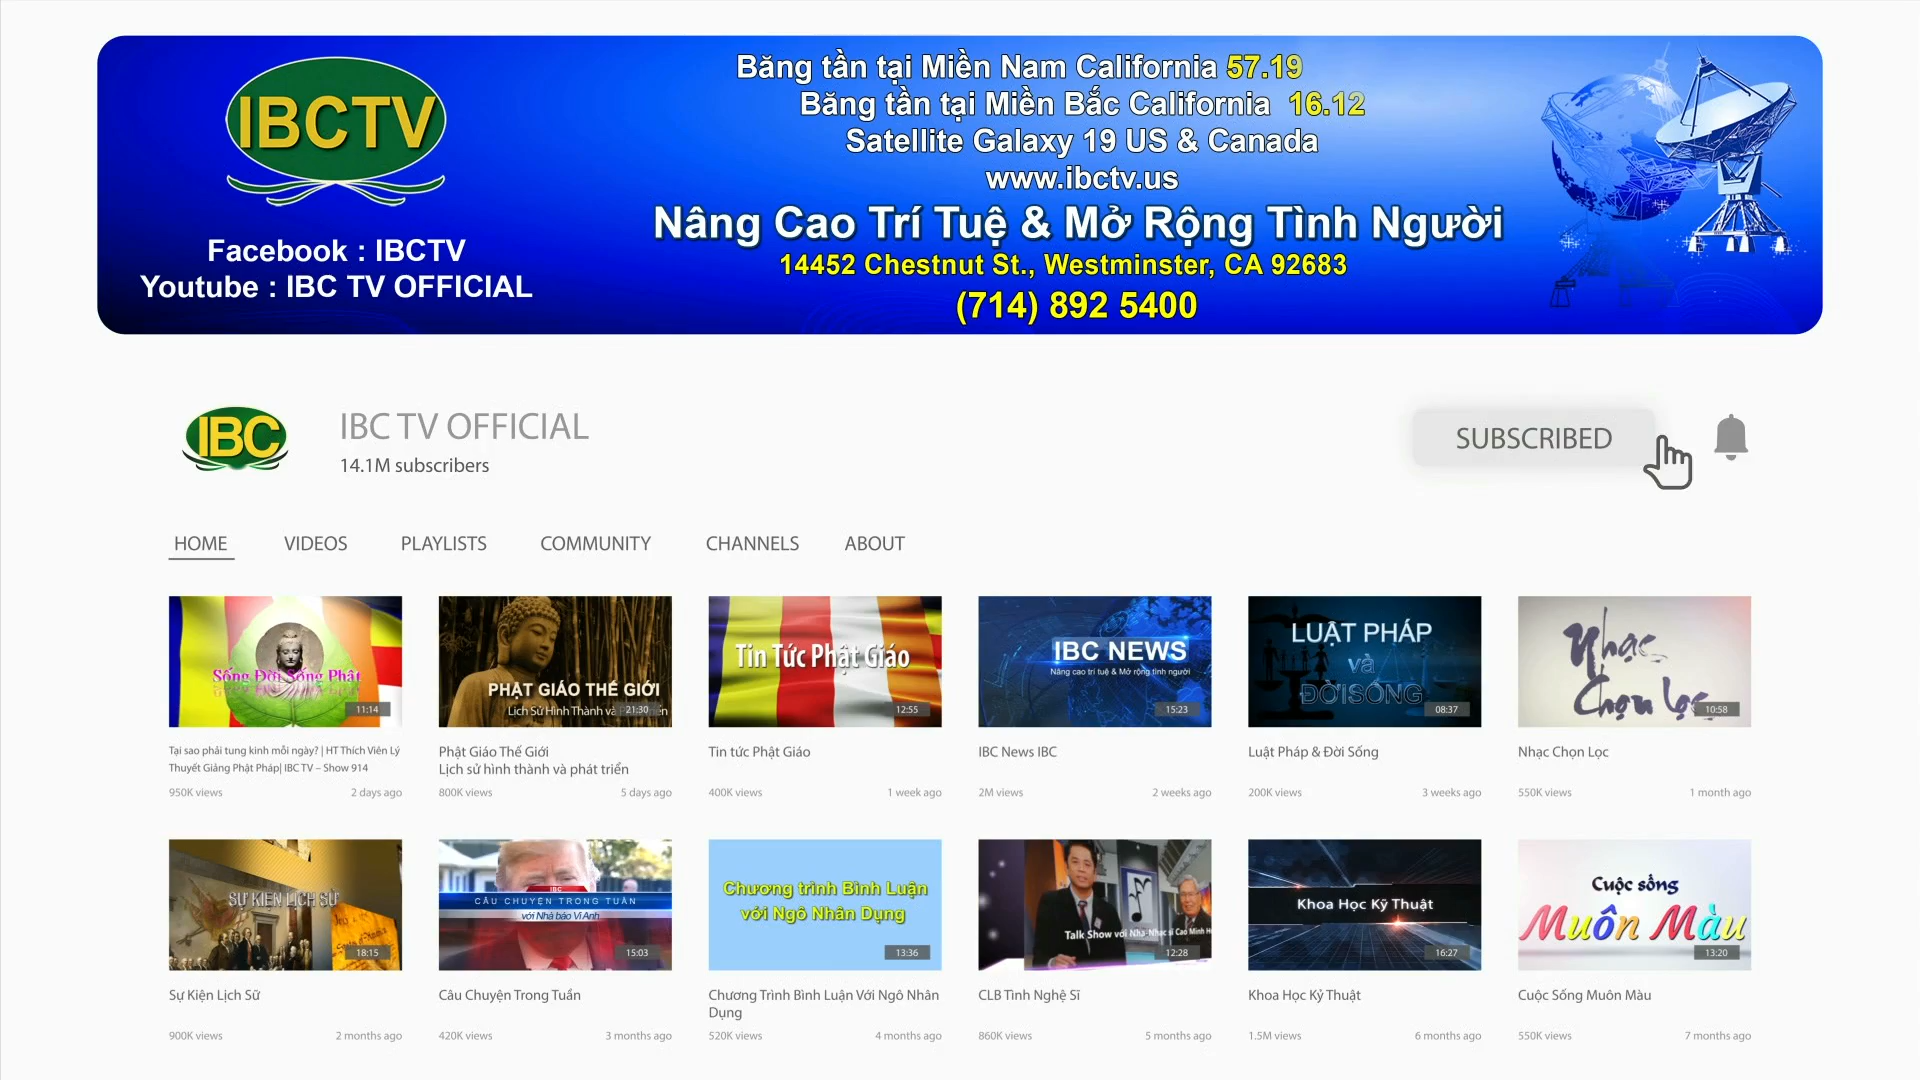 IBCTV
Facebook : IBCTV
Youtube : IBC TV OFFICIAL
Băng tần tại Miền Nam California 57.19
Băng tần tại Miền Bắc California 16.12
Satellite Galaxy 19 US & Canada
www.ibctv.us
Nâng Cao Trí Tuệ & Mở Rộng Tình Người
14452 Chestnut St., Westminster, CA 92683
(714) 892 5400
IBC
IBC TV OFFICIAL
14.1M subscribers
SUBSCRIBED
HOME VIDEOS PLAYLISTS COMMUNITY CHANNELS ABOUT
Sống Đời Sống Phật
11:14
Tại sao phải tung kinh mỗi ngày? | HT Thích Viên Lý
Thuyết Giảng Phật Pháp| IBC TV – Show 914
950K views 2 days ago
PHẬT GIÁO THẾ GIỚI
Lịch Sử Hình Thành và
21:30
Phật Giáo Thế Giới
Lịch sử hình thành và phát triển
800K views 5 days ago
Tin Tức Phật Giáo
12:55
Tin tức Phật Giáo
400K views 1 week ago
IBC NEWS
Nâng cao trí tuệ & Mở rộng tình người
15:23
IBC News IBC
2M views 2 weeks ago
LUẬT PHÁP
và
ĐỜI SỐNG
08:37
Luật Pháp & Đời Sống
200K views 3 weeks ago
Nhạc
Chọn lọc
10:58
Nhạc Chọn Lọc
550K views 1 month ago
SỰ KIỆN LỊCH SỬ
18:15
Sự Kiện Lịch Sử
900K views 2 months ago
IBC
CÂU CHUYỆN TRONG TUẦN
với Nhà báo Vi Anh
15:03
Câu Chuyện Trong Tuần
420K views 3 months ago
Chương trình Bình Luận
với Ngô Nhân Dụng
13:36
Chương Trình Bình Luận Với Ngô Nhân
Dụng
520K views 4 months ago
Talk Show với Nhà Nhạc sĩ Cao Minh
12:28
CLB Tình Nghệ Sĩ
860K views 5 months ago
Khoa Học Kỹ Thuật
16:27
Khoa Học Kỷ Thuật
1.5M views 6 months ago
Cuộc sống
Muôn Màu
13:20
Cuộc Sống Muôn Màu
550K views 7 months ago